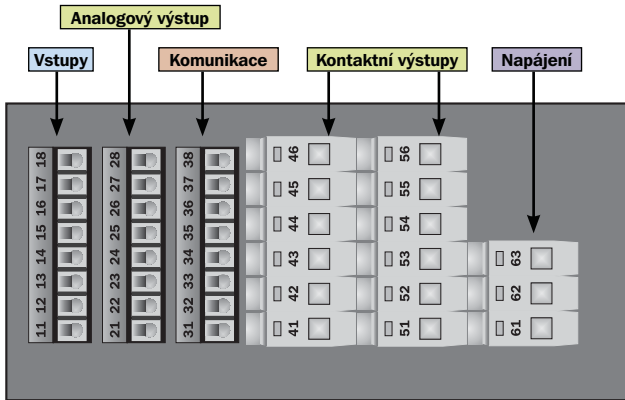 Analogový výstup
Vstupy
Komunikace
Kontaktní výstupy
Napájení
18 28 38 46 56
17 27 37 45 55
16 26 36 44 54
15 25 35
14 24 34 43 53 63
13 23 33
12 22 32 42 52 62
11 21 31 41 51 61